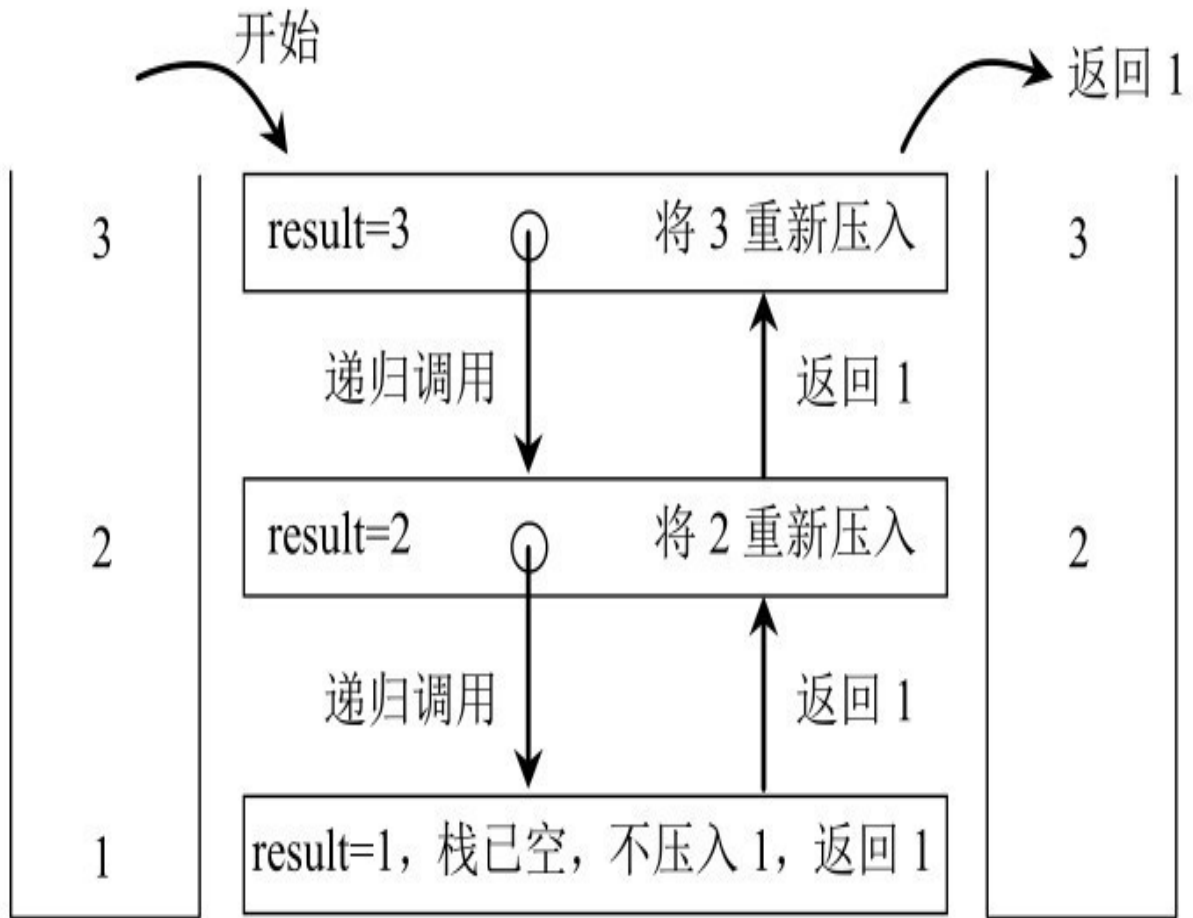 开始
返回 1
3
result=3
将 3 重新压入
3
递归调用
返回 1
2
result=2
将 2 重新压入
2
递归调用
返回 1
1
result=1，栈已空，不压入 1，返回 1